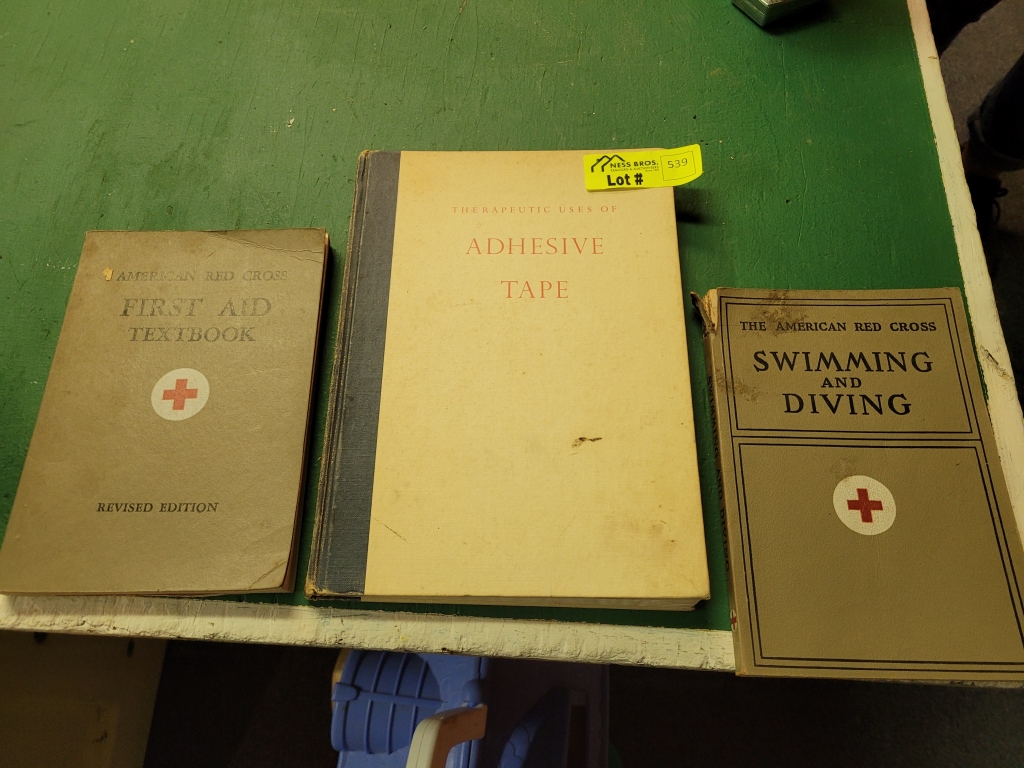 AMERICAN RED CROSS
FIRST AID
TEXTBOOK
REVISED EDITION
THERAPEUTIC USES OF
ADHESIVE
TAPE
NESS BROS.
539
Lot #
THE AMERICAN RED CROSS
SWIMMING
AND
DIVING